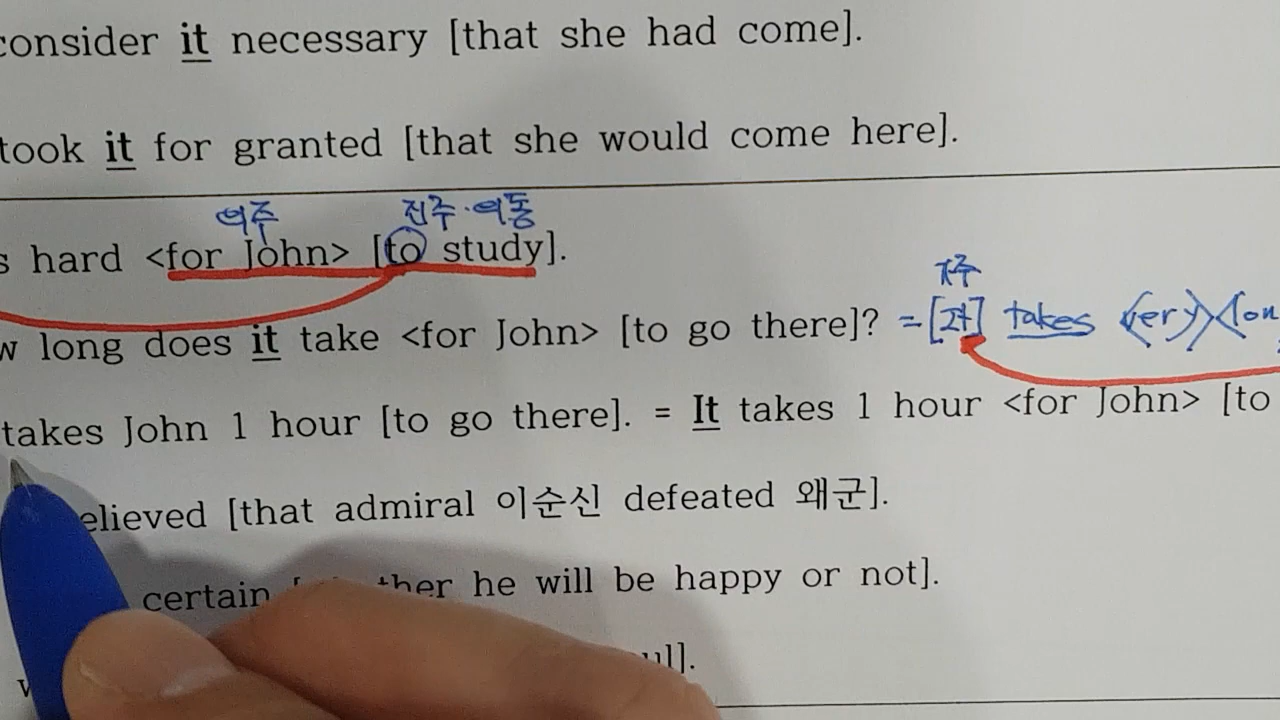 consider it necessary [that she had come].
took it for granted [that she would come here].
의주 진주·의동
s hard <for John> [to study].
w long does it take <for John> [to go there]? = [과] takes
takes John 1 hour [to go there]. = It takes 1 hour <for John> [to
elieved [that admiral 이순신 defeated 왜군].
certain ther he will be happy or not].
ul].